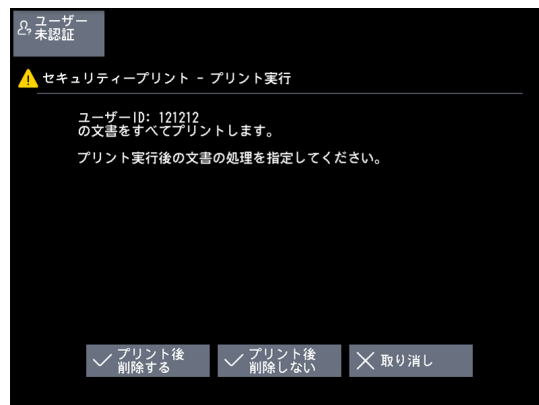 ユーザー
未認証
セキュリティープリント - プリント実行
ユーザーID: 121212
の文書をすべてプリントします。
プリント実行後の文書の処理を指定してください。
プリント後
削除する
プリント後
削除しない
取り消し